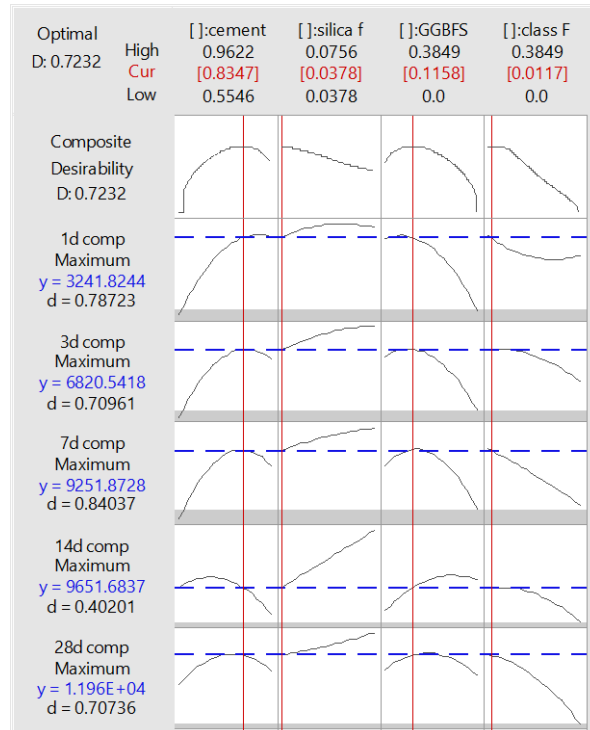 Optimal
D: 0.7232
High
Cur
Low
[ ]:cement
0.9622
[0.8347]
0.5546
[ ]:silica f
0.0756
[0.0378]
0.0378
[ ]:GGBFS
0.3849
[0.1158]
0.0
[ ]:class F
0.3849
[0.0117]
0.0
Composite
Desirability
D: 0.7232
1d comp
Maximum
y = 3241.8244
d = 0.78723
3d comp
Maximum
y = 6820.5418
d = 0.70961
7d comp
Maximum
y = 9251.8728
d = 0.84037
14d comp
Maximum
y = 9651.6837
d = 0.40201
28d comp
Maximum
y = 1.196E+04
d = 0.70736